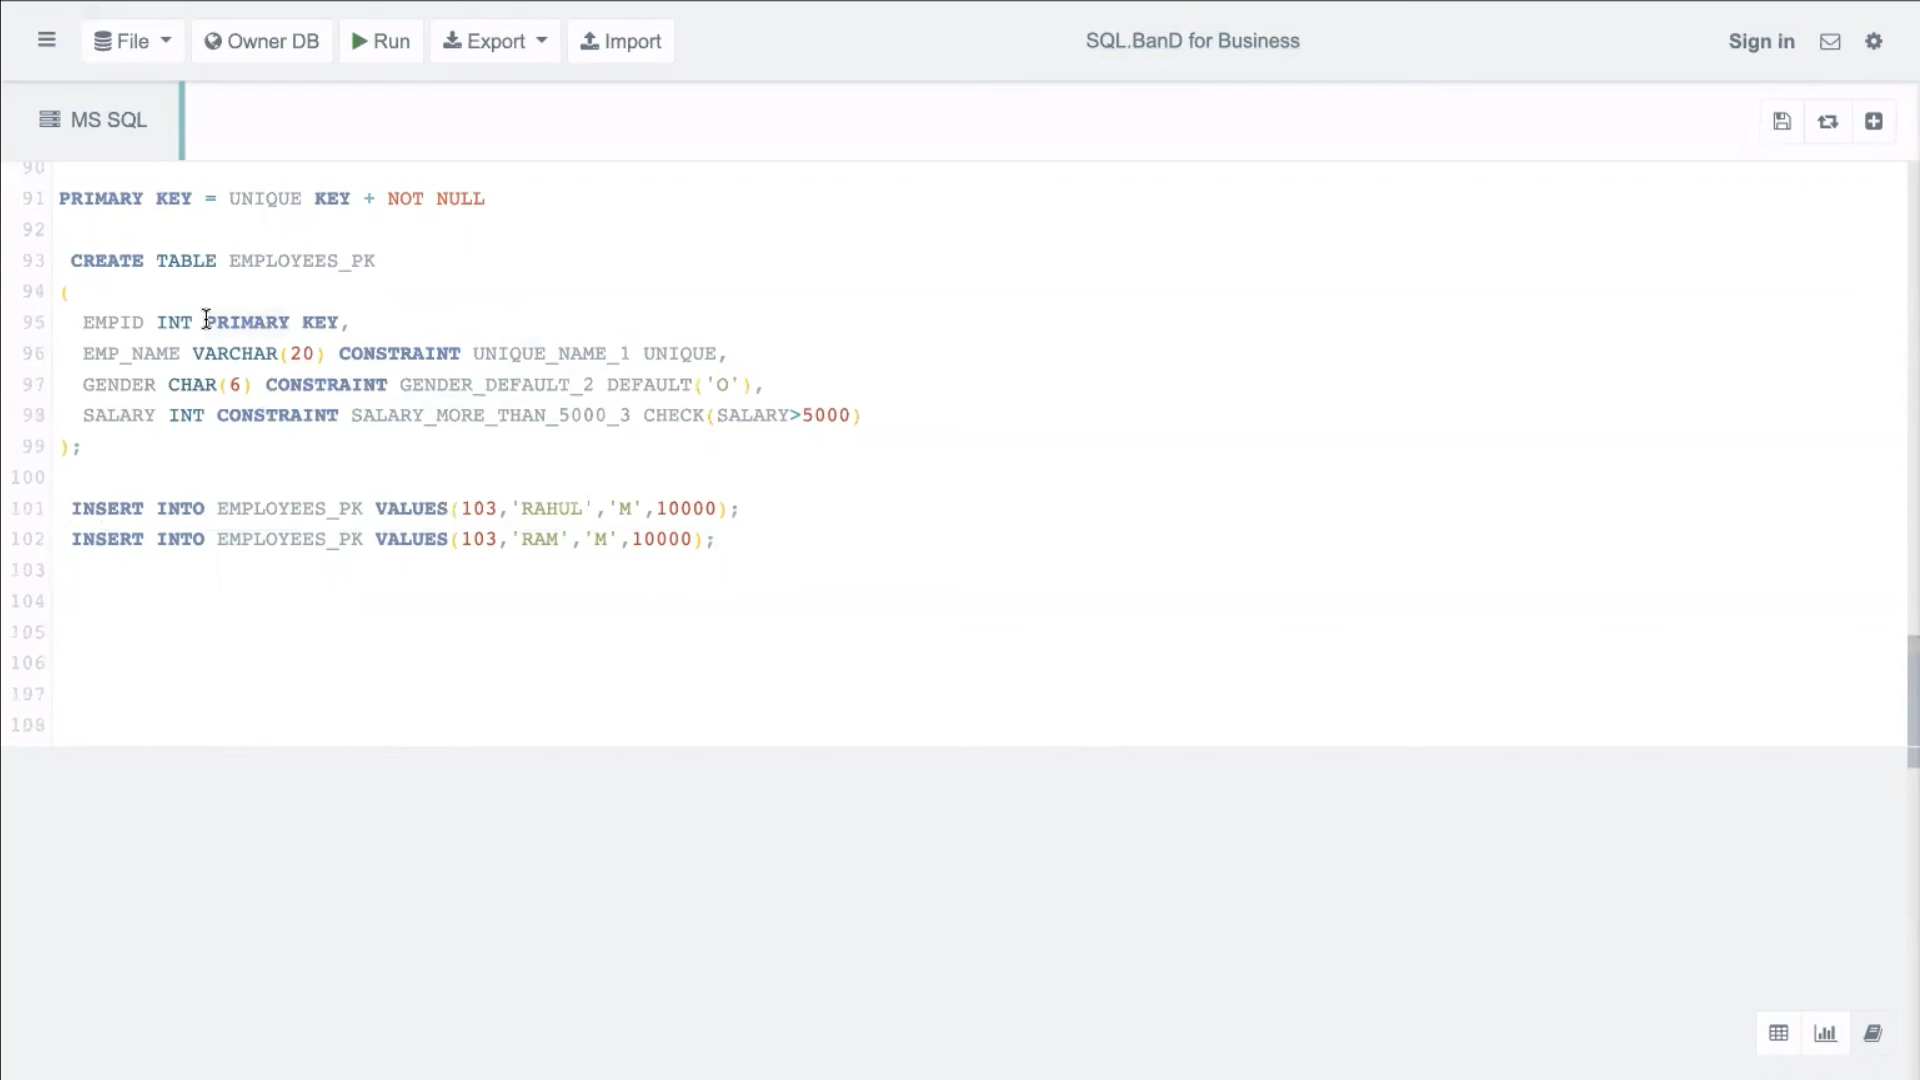 File Owner DB Run Export Import SQL.BanD for Business Sign in
MS SQL
90
91 PRIMARY KEY = UNIQUE KEY + NOT NULL
92
93 CREATE TABLE EMPLOYEES_PK
94 (
95 EMPID INT PRIMARY KEY,
96 EMP_NAME VARCHAR(20) CONSTRAINT UNIQUE_NAME_1 UNIQUE,
97 GENDER CHAR(6) CONSTRAINT GENDER_DEFAULT_2 DEFAULT('O'),
98 SALARY INT CONSTRAINT SALARY_MORE_THAN_5000_3 CHECK(SALARY>5000)
99 );
100
101 INSERT INTO EMPLOYEES_PK VALUES(103,'RAHUL','M',10000);
102 INSERT INTO EMPLOYEES_PK VALUES(103,'RAM','M',10000);
103
104
105
106
197
108